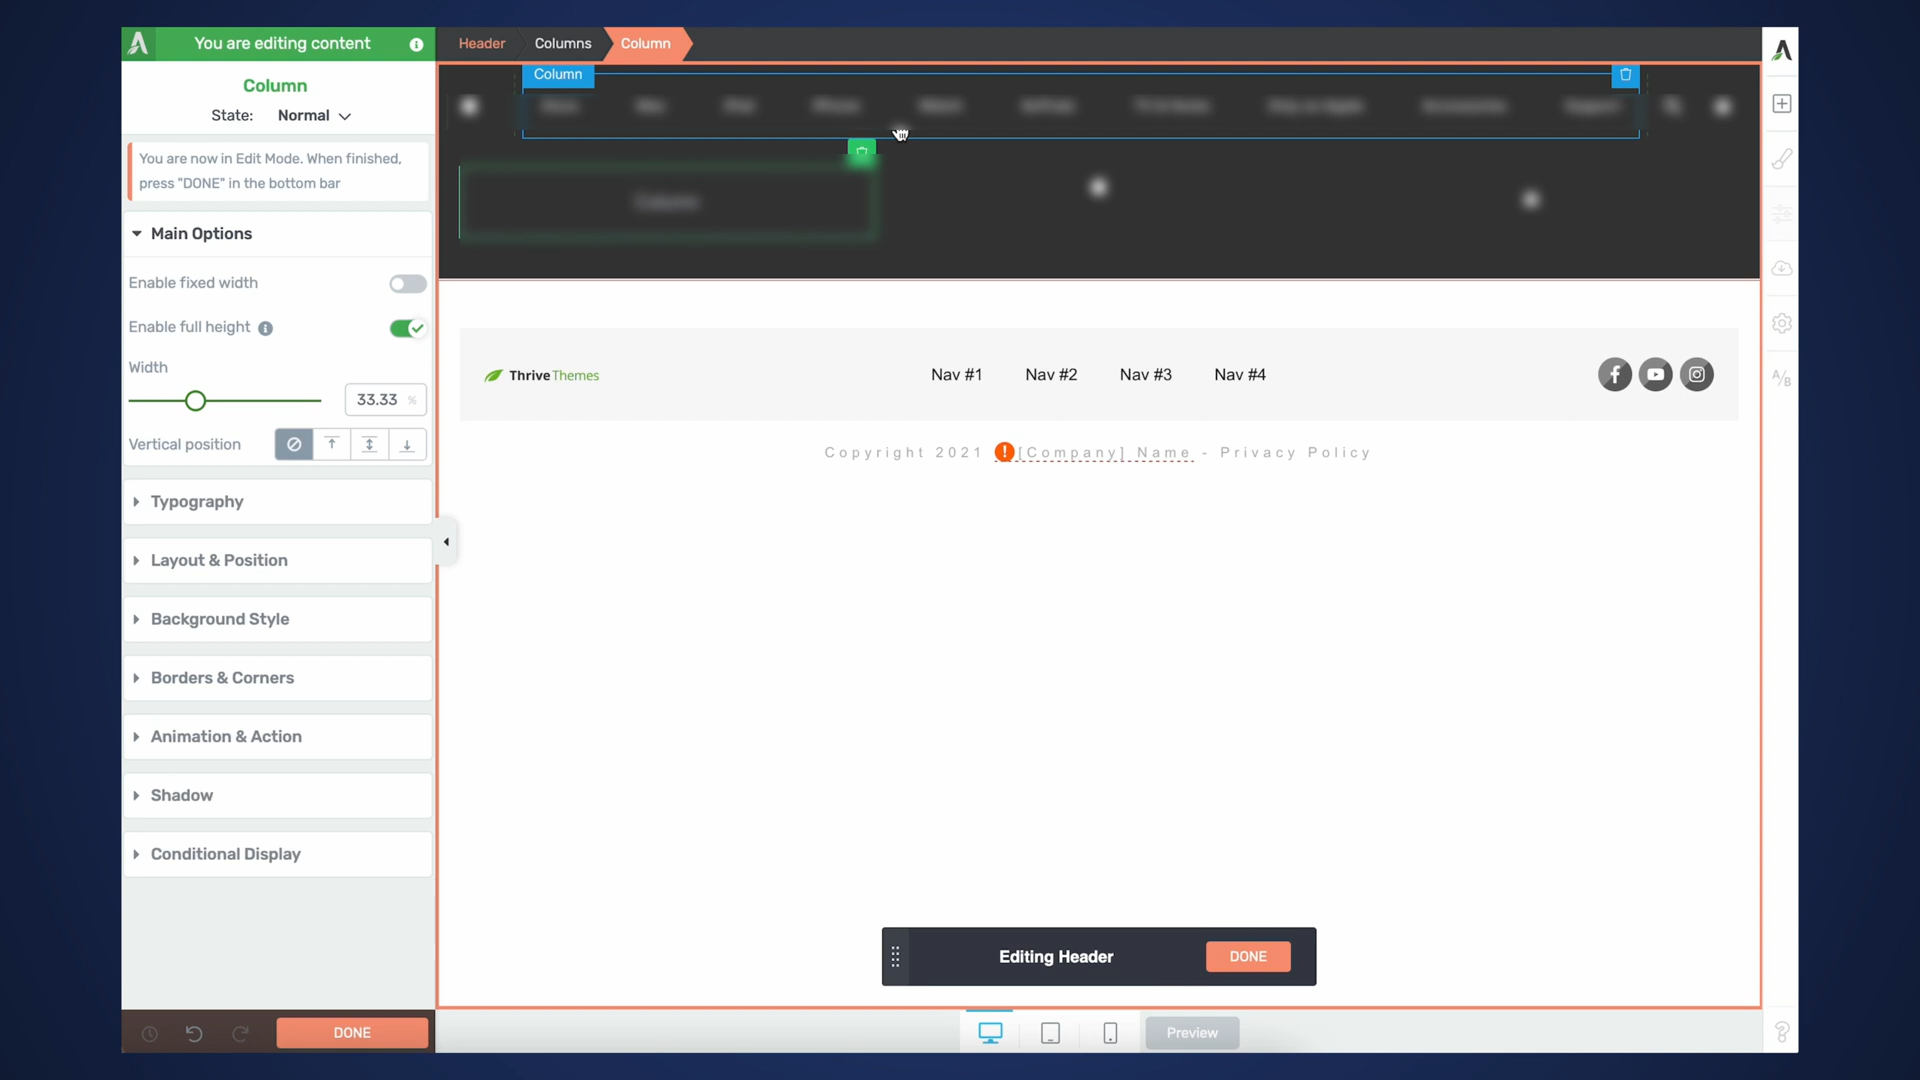 You are editing content
Header
Columns
Column
Column
State: Normal
You are now in Edit Mode. When finished,
press "DONE" in the bottom bar
Main Options
Enable fixed width
Enable full height
Width
33.33 %
Vertical position
Typography
Layout & Position
Background Style
Borders & Corners
Animation & Action
Shadow
Conditional Display
DONE
Column
ThriveThemes
Nav #1
Nav #2
Nav #3
Nav #4
Copyright 2021 ! [Company] Name - Privacy Policy
Editing Header
DONE
Preview
A/B